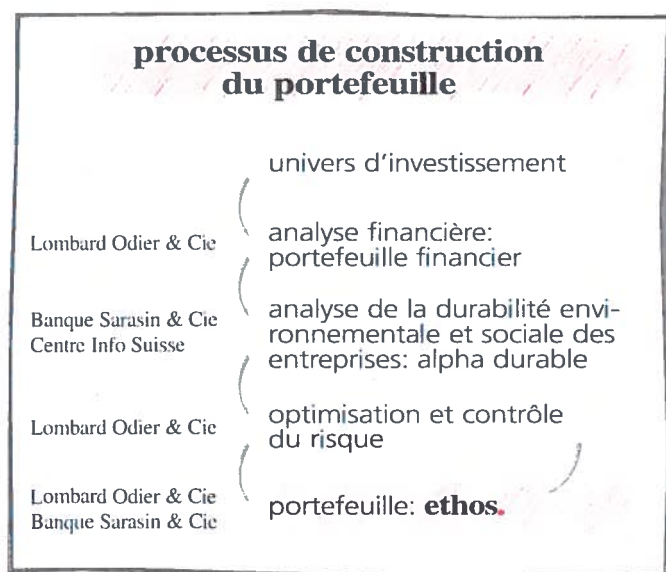 processus de construction
du portefeuille
univers d'investissement
Lombard Odier & Cie
analyse financière:
portefeuille financier
Banque Sarasin & Cie
Centre Info Suisse
analyse de la durabilité envi-
ronnementale et sociale des
entreprises: alpha durable
Lombard Odier & Cie
optimisation et contrôle
du risque
Lombard Odier & Cie
Banque Sarasin & Cie
portefeuille: ethos.